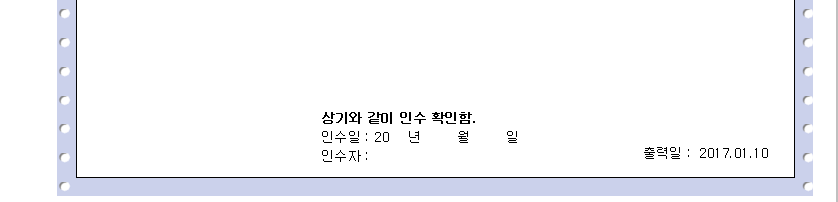 상기와 같이 인수 확인함.
인수일 : 20 년 월 일
인수자 :
출력일 : 2017.01.10